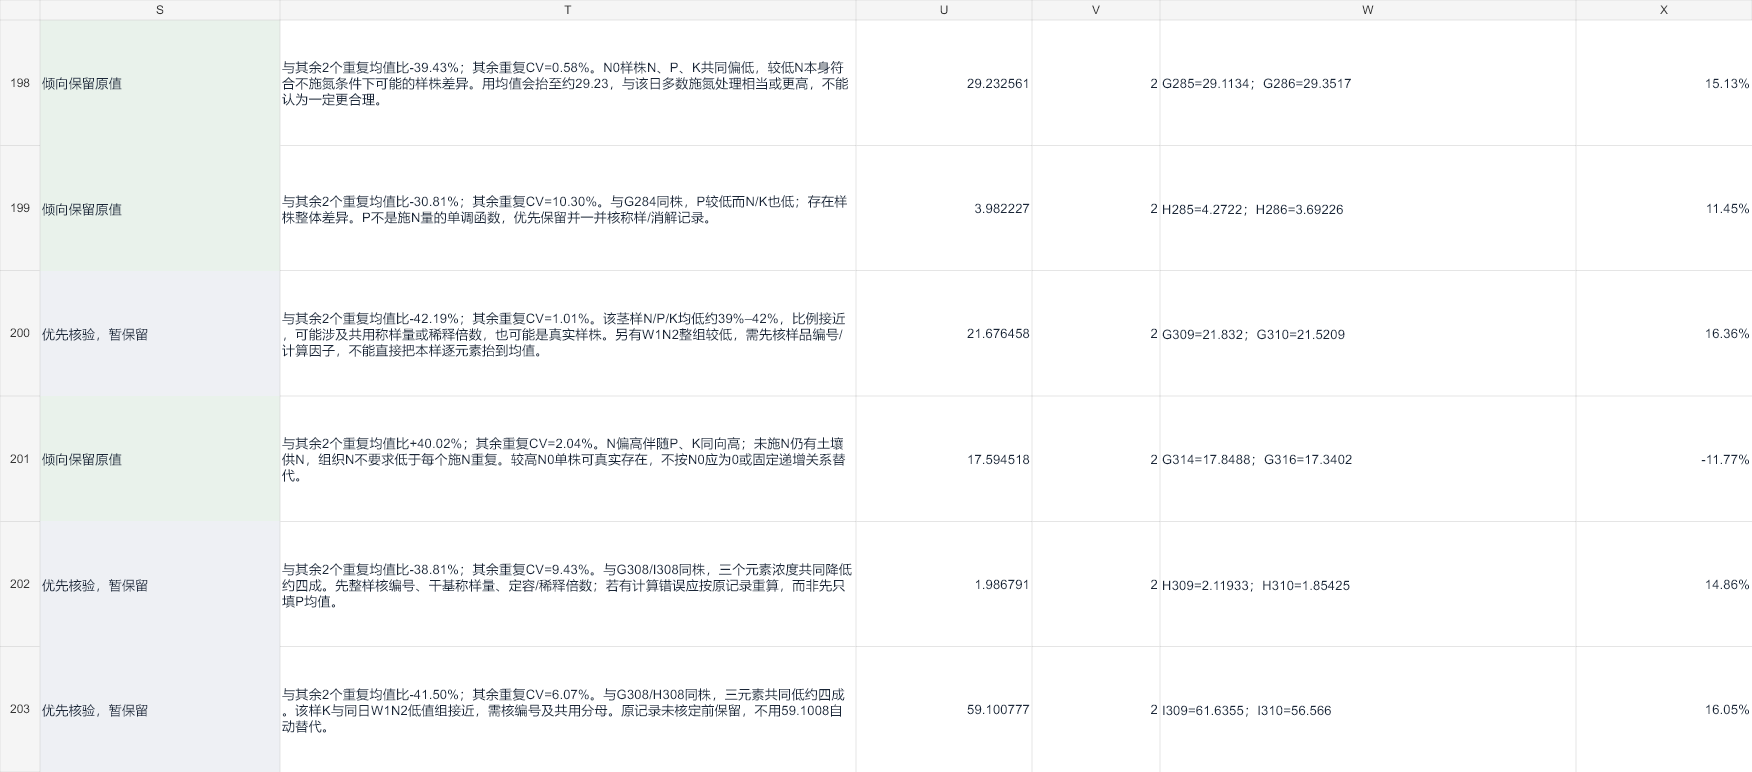 S T U V W X
198 倾向保留原值 与其余2个重复均值比-39.43%；其余重复CV=0.58%。N0样株N、P、K共同偏低，较低N本身符
合不施氮条件下可能的样株差异。用均值会抬至约29.23，与该日多数施氮处理相当或更高，不能
认为一定更合理。
29.232561 2 G285=29.1134；G286=29.3517 15.13%
199 倾向保留原值 与其余2个重复均值比-30.81%；其余重复CV=10.30%。与G284同株，P较低而N/K也低；存在样
株整体差异。P不是施N量的单调函数，优先保留并一并核称样/消解记录。
3.982227 2 H285=4.2722；H286=3.69226 11.45%
200 优先核验，暂保留 与其余2个重复均值比-42.19%；其余重复CV=1.01%。该茎样N/P/K均低约39%–42%，比例接近
，可能涉及共用称样量或稀释倍数，也可能是真实样株。另有W1N2整组较低，需先核样品编号/
计算因子，不能直接把本样逐元素抬到均值。
21.676458 2 G309=21.832；G310=21.5209 16.36%
201 倾向保留原值 与其余2个重复均值比+40.02%；其余重复CV=2.04%。N偏高伴随P、K同向高；未施N仍有土壤
供N，组织N不要求低于每个施N重复。较高N0单株可真实存在，不按N0应为0或固定递增关系替
代。
17.594518 2 G314=17.8488；G316=17.3402 -11.77%
202 优先核验，暂保留 与其余2个重复均值比-38.81%；其余重复CV=9.43%。与G308/I308同株，三个元素浓度共同降低
约四成。先整样核编号、干基称样量、定容/稀释倍数；若有计算错误应按原记录重算，而非先只
填P均值。
1.986791 2 H309=2.11933；H310=1.85425 14.86%
203 优先核验，暂保留 与其余2个重复均值比-41.50%；其余重复CV=6.07%。与G308/H308同株，三元素共同低约四成
。该样K与同日W1N2低值组接近，需核编号及共用分母。原记录未核定前保留，不用59.1008自
动替代。
59.100777 2 I309=61.6355；I310=56.566 16.05%